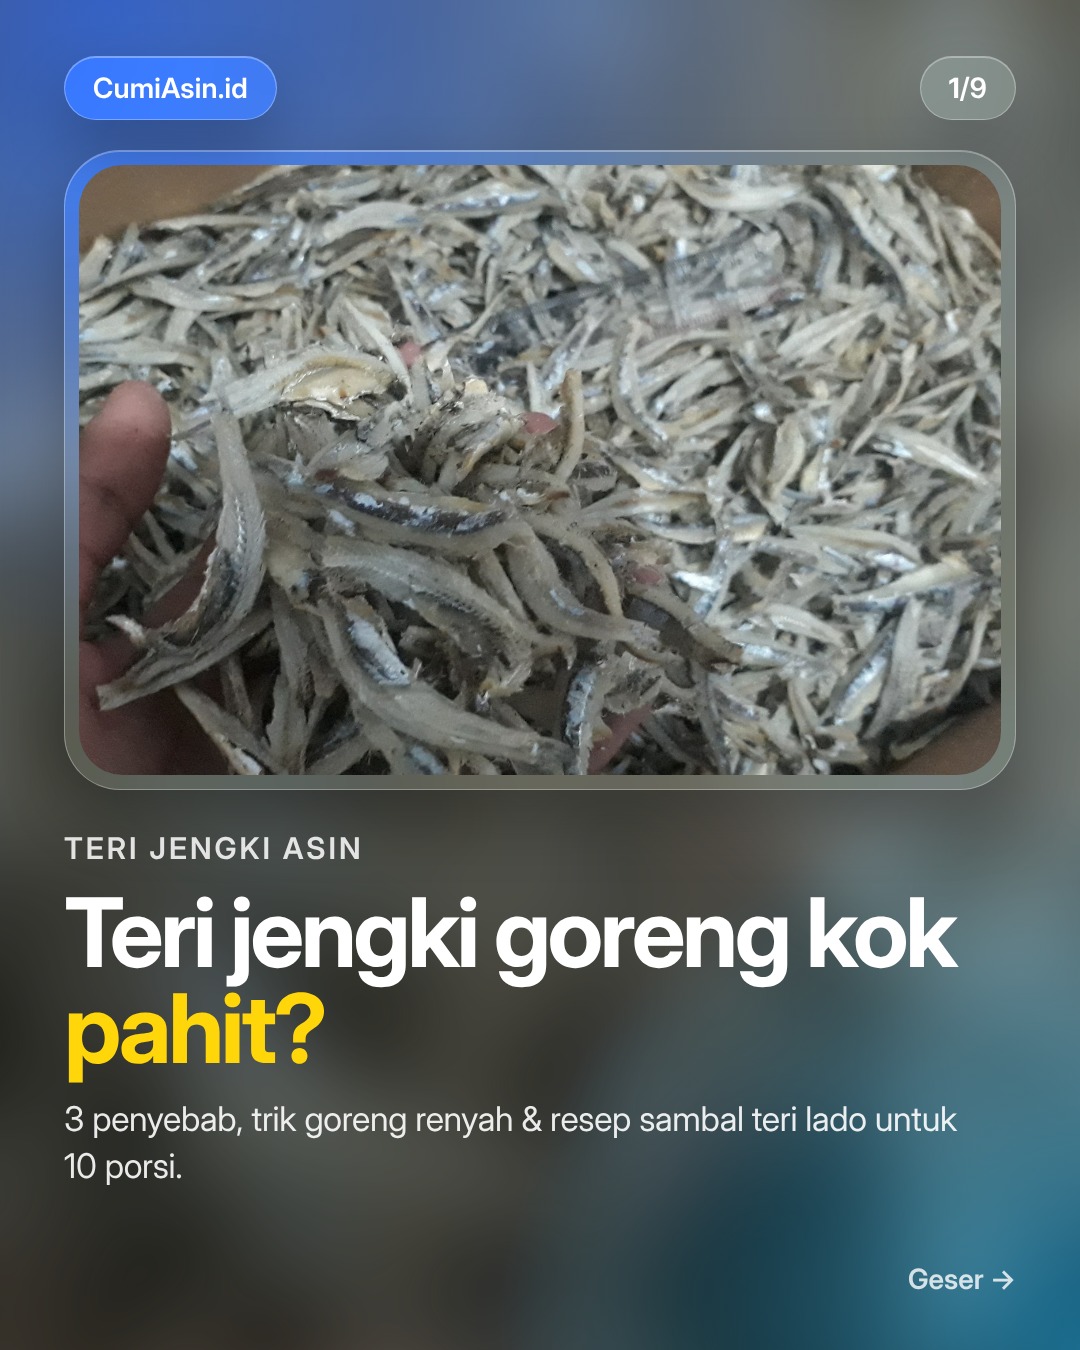 CumiAsin.id
1/9
TERI JENGKI ASIN
Teri jengki goreng kok
pahit?
3 penyebab, trik goreng renyah & resep sambal teri lado untuk
10 porsi.
Geser →